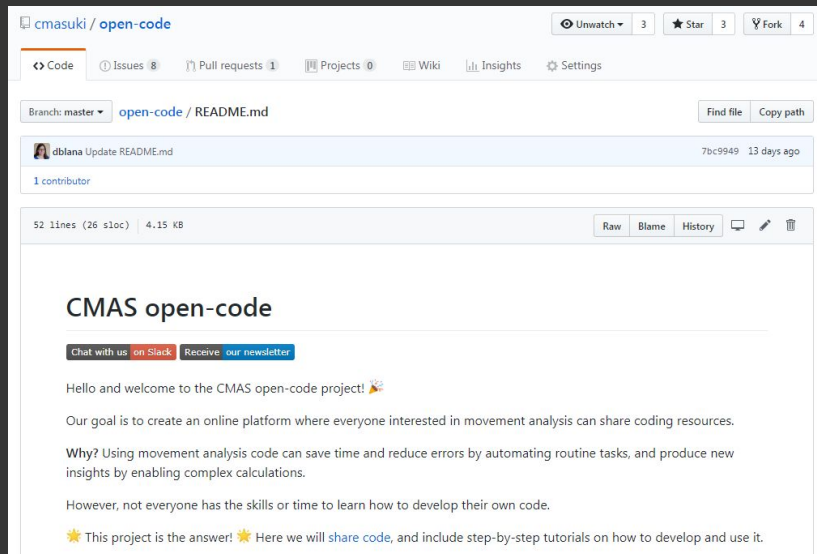 cmasuki / open-code
Unwatch 3 Star 3 Fork 4
Code Issues 8 Pull requests 1 Projects 0 Wiki Insights Settings
Branch: master open-code / README.md Find file Copy path
dblana Update README.md 7bc9949 13 days ago
1 contributor
52 lines (26 sloc) 4.15 KB Raw Blame History
CMAS open-code
Chat with us on Slack Receive our newsletter
Hello and welcome to the CMAS open-code project! 🎉
Our goal is to create an online platform where everyone interested in movement analysis can share coding resources.
Why? Using movement analysis code can save time and reduce errors by automating routine tasks, and produce new
insights by enabling complex calculations.
However, not everyone has the skills or time to learn how to develop their own code.
🌟 This project is the answer! 🌟 Here we will share code, and include step-by-step tutorials on how to develop and use it.